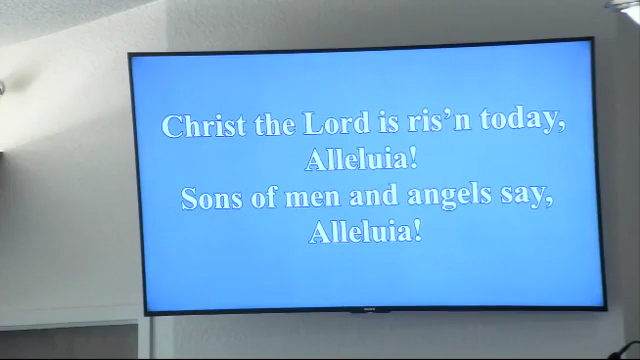 Christ the Lord is ris'n today,
Alleluia!
Sons of men and angels say,
Alleluia!